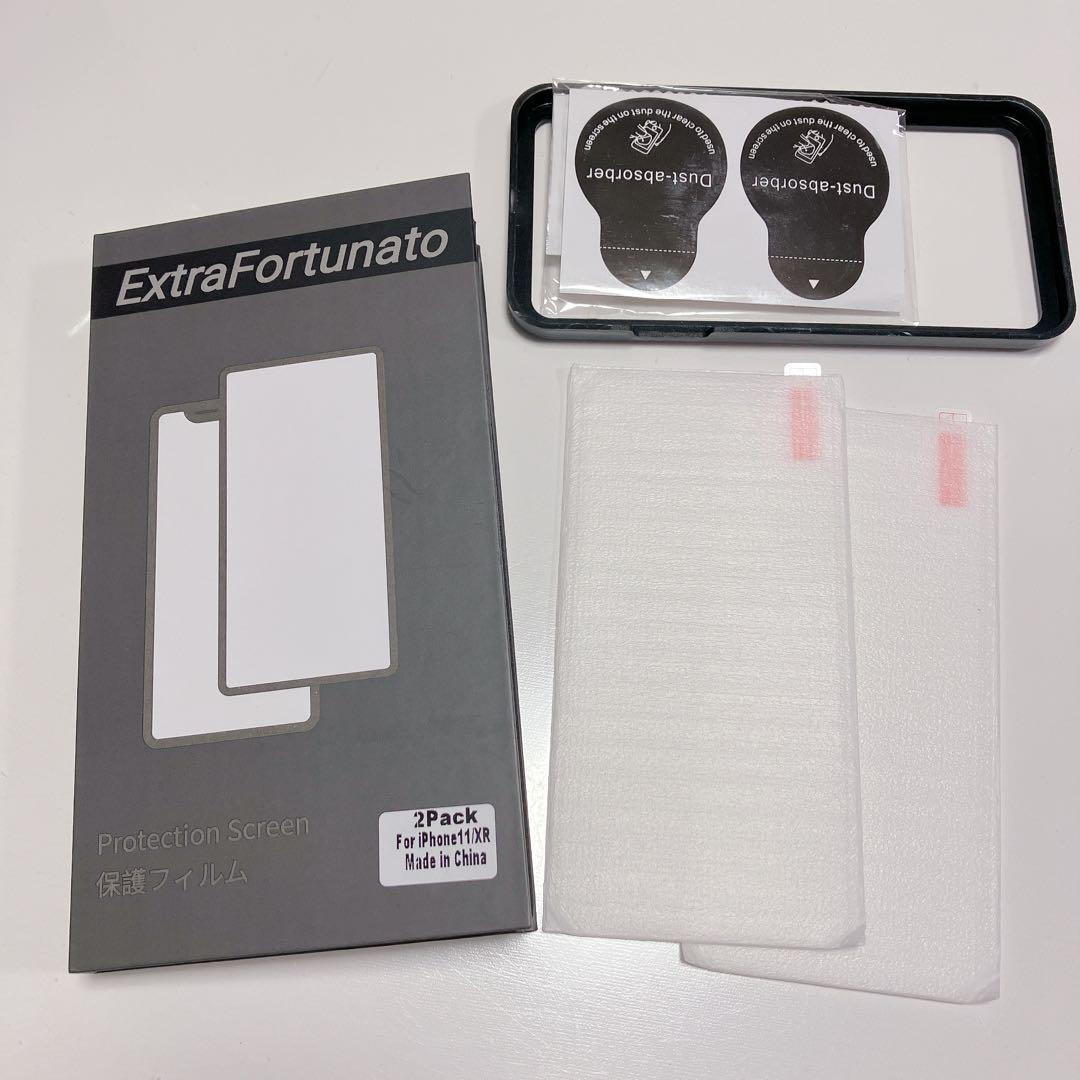 ExtraFortunato
Protection Screen
保護フィルム
2Pack
For iPhone11/XR
Made in China
used to clear the dust on the screen
Dust-absorber
used to clear the dust on the screen
Dust-absorber